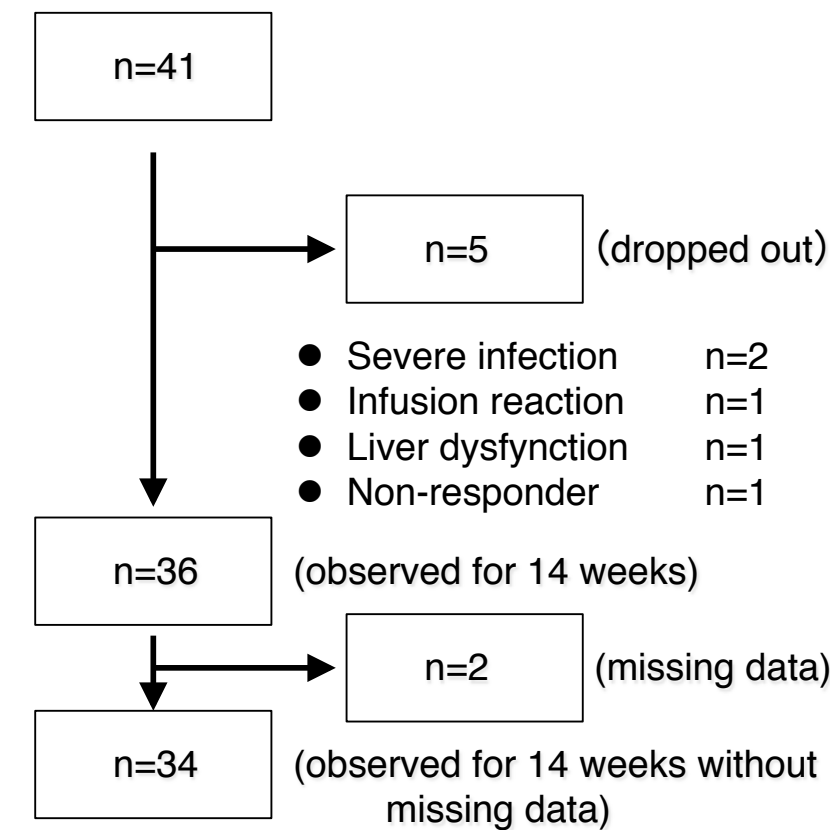 n=41
n=5 (dropped out)
● Severe infection n=2
● Infusion reaction n=1
● Liver dysfynction n=1
● Non-responder n=1
n=36 (observed for 14 weeks)
n=2 (missing data)
n=34 (observed for 14 weeks without
missing data)